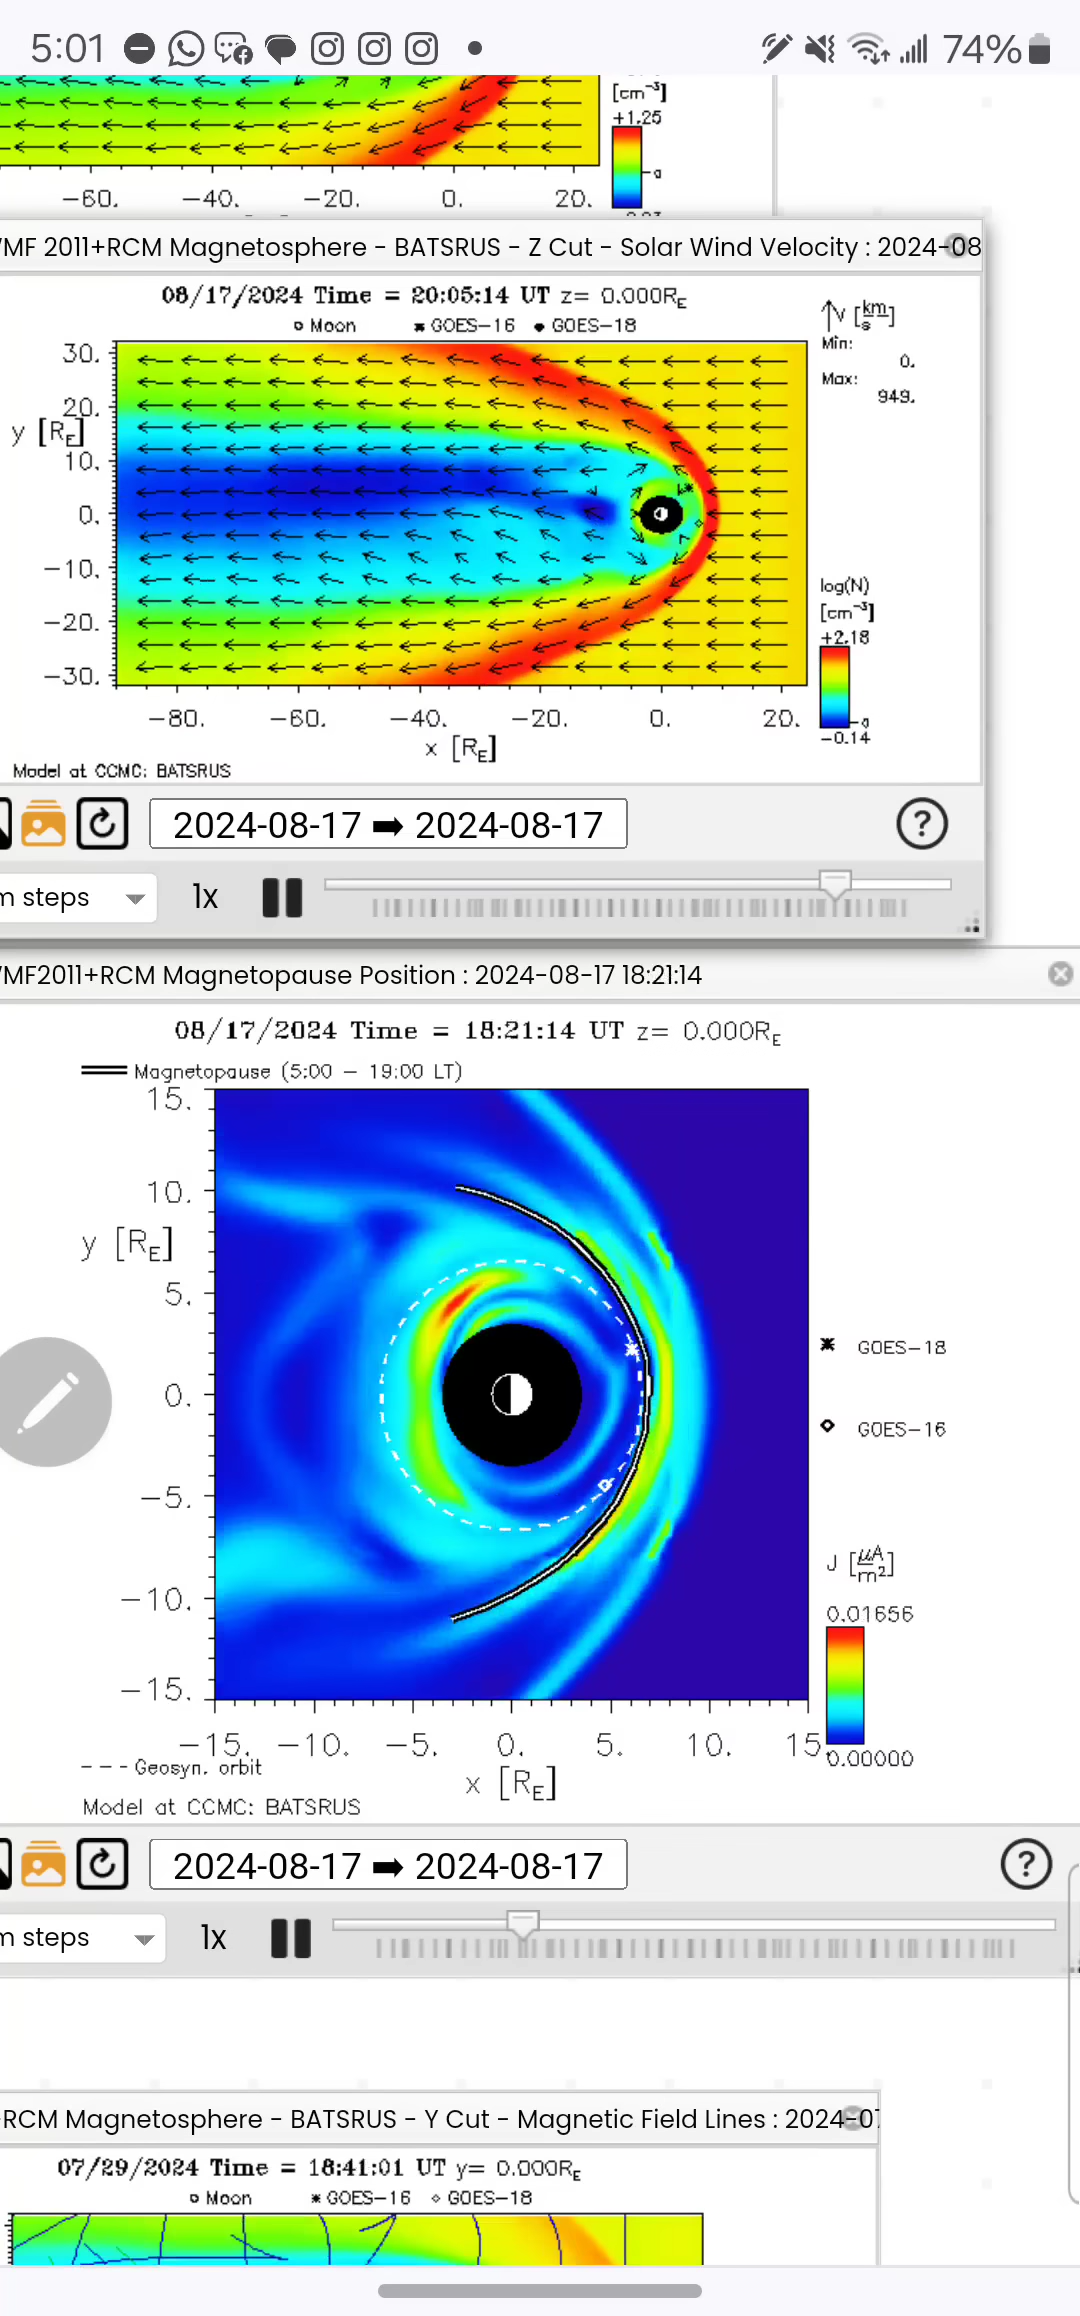 5:01 74%
[cm⁻³]
+1.25
-60. -40. -20. 0. 20.
MF 2011+RCM Magnetosphere - BATSRUS - Z Cut - Solar Wind Velocity : 2024-08
08/17/2024 Time = 20:05:14 UT z= 0.000R_E
Moon GOES-16 GOES-18
V [km/s]
Min:
0.
Max:
949.
30.
20.
y [R_E]
10.
0.
-10.
-20.
-30.
log(N)
[cm⁻³]
+2.18
-0.14
-80. -60. -40. -20. 0. 20.
x [R_E]
Model at CCMC: BATSRUS
2024-08-17 ➡ 2024-08-17 ?
m steps 1x
MF2011+RCM Magnetopause Position : 2024-08-17 18:21:14
08/17/2024 Time = 18:21:14 UT z= 0.000R_E
Magnetopause (5:00 - 19:00 LT)
15.
10.
y [R_E]
5.
0.
-5.
-10.
-15.
GOES-18
GOES-16
J [μA/m²]
0.01656
0.00000
-15. -10. -5. 0. 5. 10. 15.
Geosyn. orbit
x [R_E]
Model at CCMC: BATSRUS
2024-08-17 ➡ 2024-08-17 ?
m steps 1x
RCM Magnetosphere - BATSRUS - Y Cut - Magnetic Field Lines : 2024-07
07/29/2024 Time = 18:41:01 UT y= 0.000R_E
Moon GOES-16 GOES-18